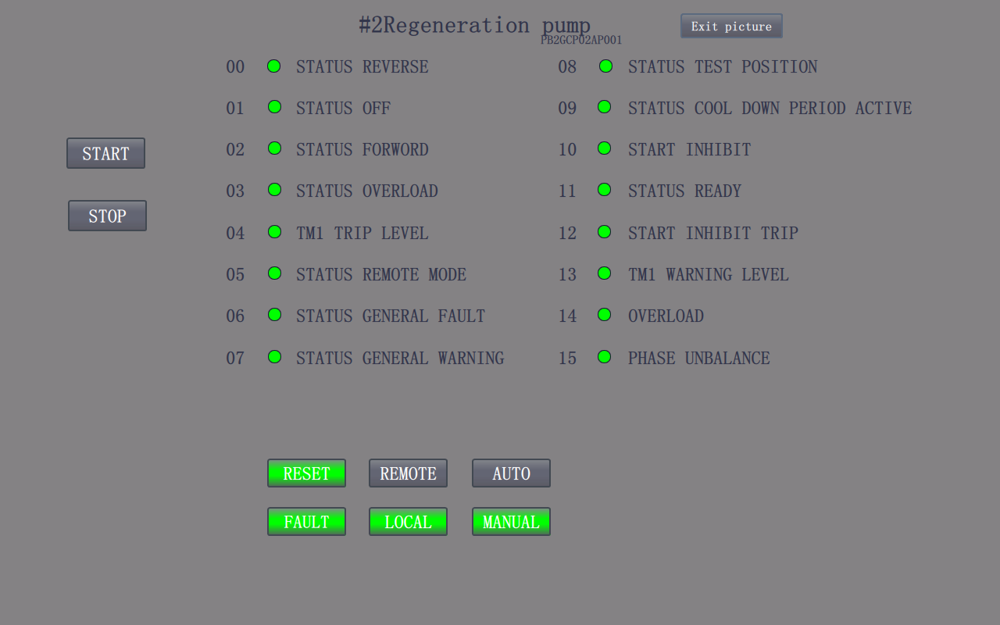 #2Regeneration pump
PB2GCP02AP001
Exit picture
00 STATUS REVERSE
01 STATUS OFF
02 STATUS FORWORD
03 STATUS OVERLOAD
04 TM1 TRIP LEVEL
05 STATUS REMOTE MODE
06 STATUS GENERAL FAULT
07 STATUS GENERAL WARNING
08 STATUS TEST POSITION
09 STATUS COOL DOWN PERIOD ACTIVE
10 START INHIBIT
11 STATUS READY
12 START INHIBIT TRIP
13 TM1 WARNING LEVEL
14 OVERLOAD
15 PHASE UNBALANCE
START
STOP
RESET REMOTE AUTO
FAULT LOCAL MANUAL